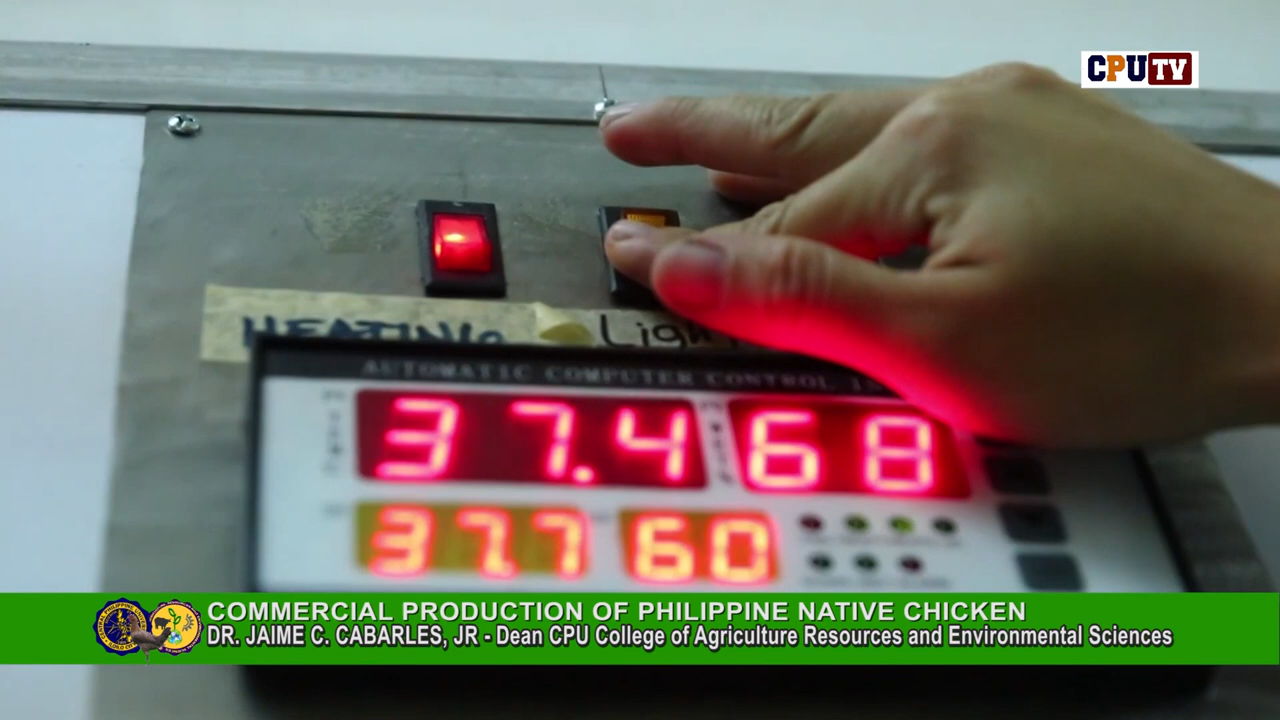 CPUTV
HEATING
Ligh
AUTOMATIC COMPUTER CONTROL
37.4 68
37.7 60
COMMERCIAL PRODUCTION OF PHILIPPINE NATIVE CHICKEN
DR. JAIME C. CABARLES, JR - Dean CPU College of Agriculture Resources and Environmental Sciences